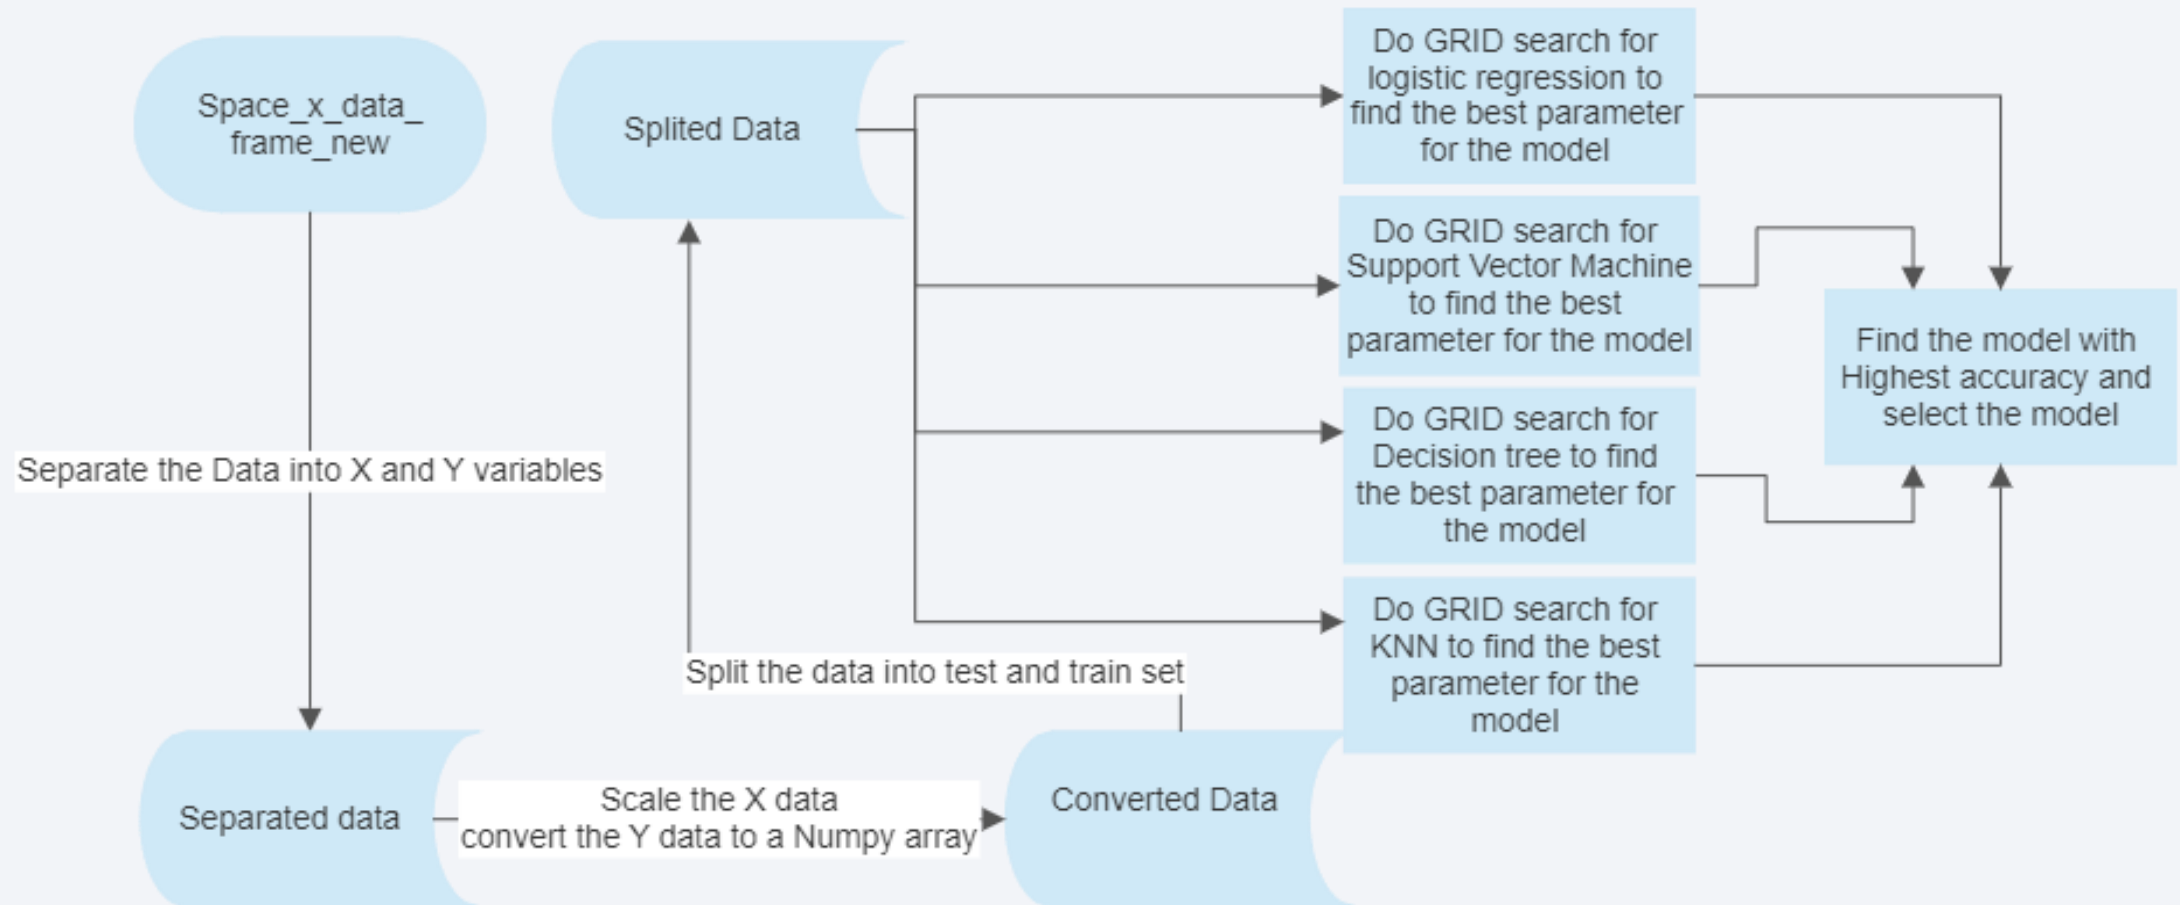 Space_x_data_
frame_new
Separate the Data into X and Y variables
Separated data
Scale the X data
convert the Y data to a Numpy array
Converted Data
Split the data into test and train set
Splited Data
Do GRID search for
logistic regression to
find the best parameter
for the model
Do GRID search for
Support Vector Machine
to find the best
parameter for the model
Do GRID search for
Decision tree to find
the best parameter for
the model
Do GRID search for
KNN to find the best
parameter for the
model
Find the model with
Highest accuracy and
select the model